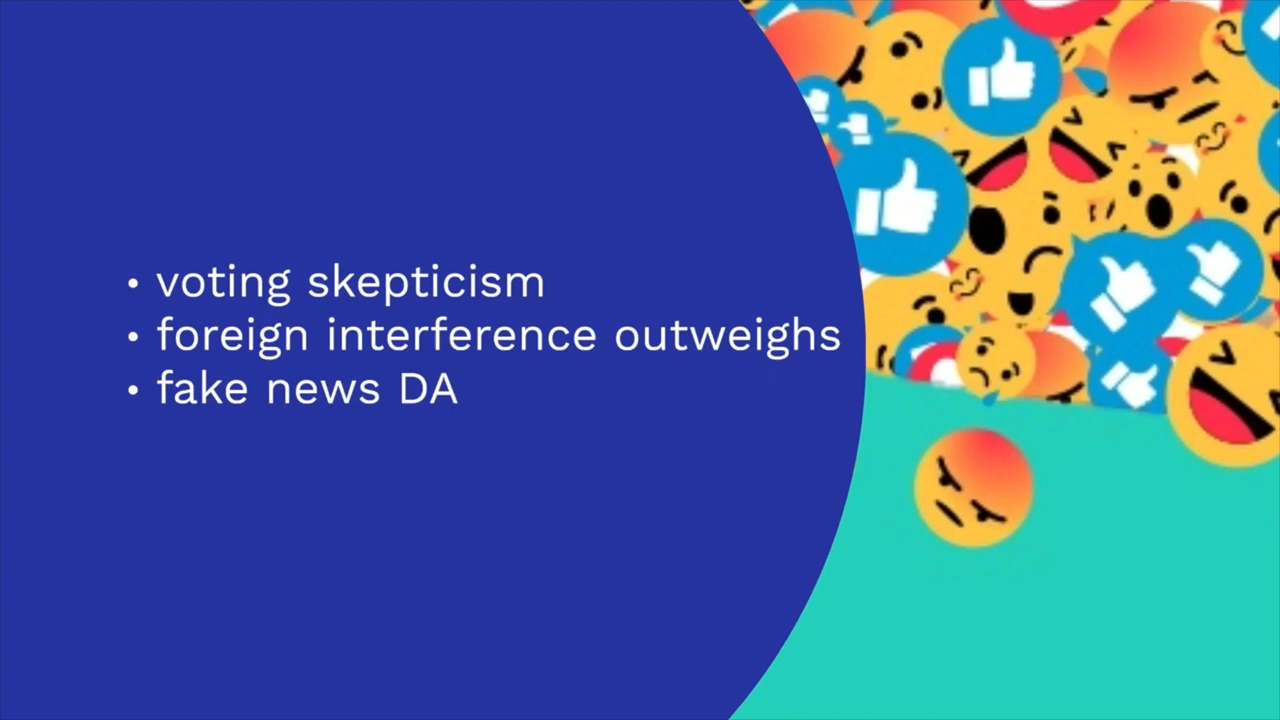 • voting skepticism
• foreign interference outweighs
• fake news DA